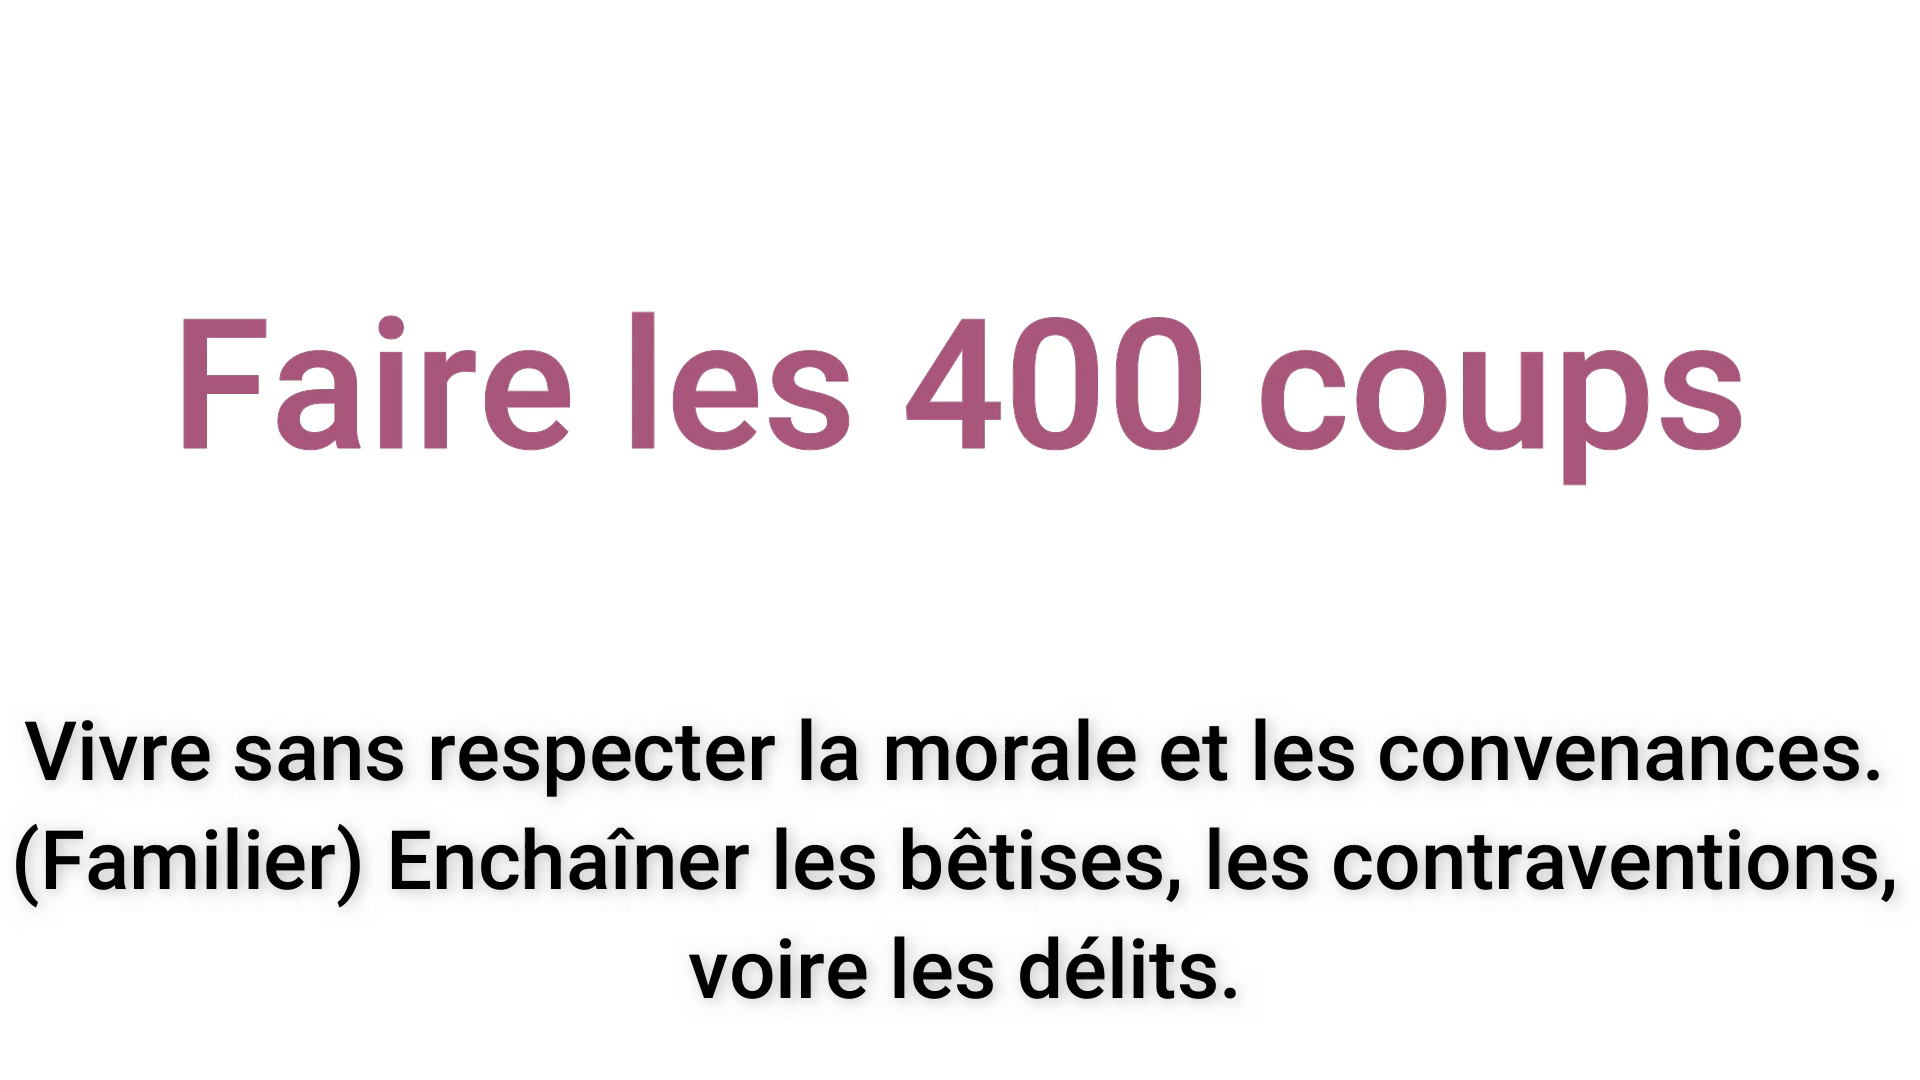 Faire les 400 coups
Vivre sans respecter la morale et les convenances.
(Familier) Enchaîner les bêtises, les contraventions,
voire les délits.